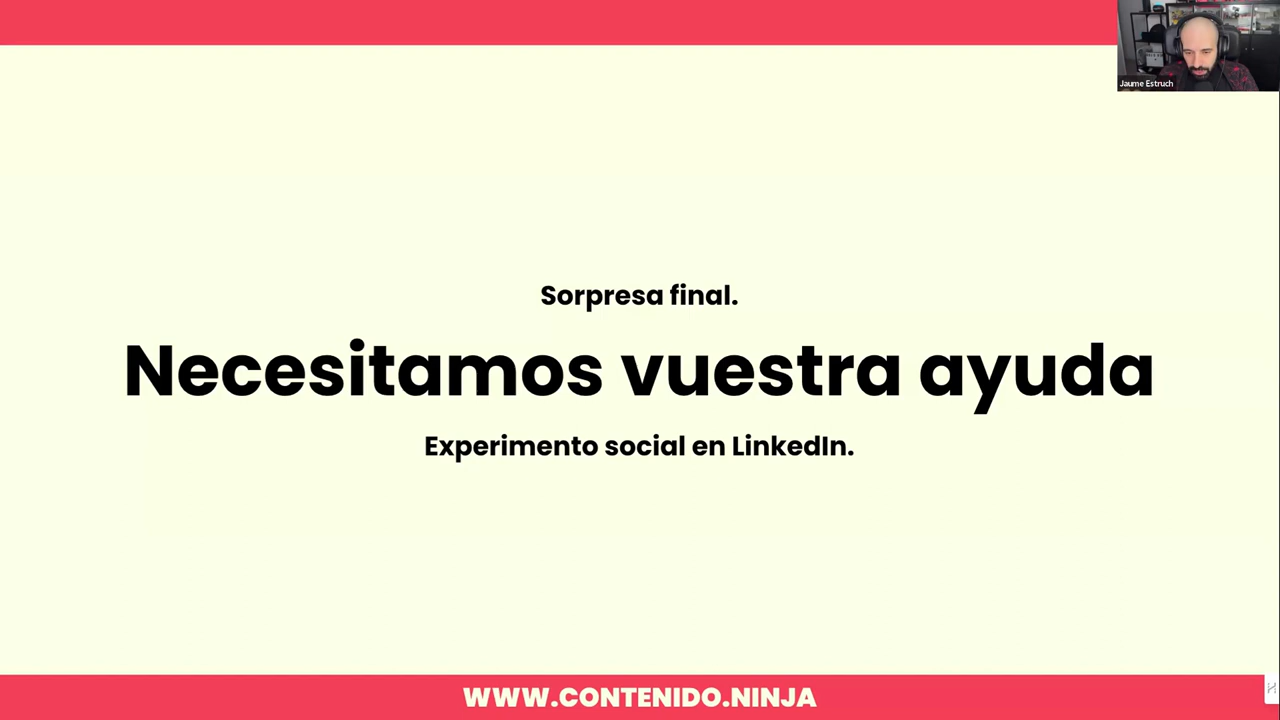 Jaume Estruch
Sorpresa final.
Necesitamos vuestra ayuda
Experimento social en LinkedIn.
WWW.CONTENIDO.NINJA